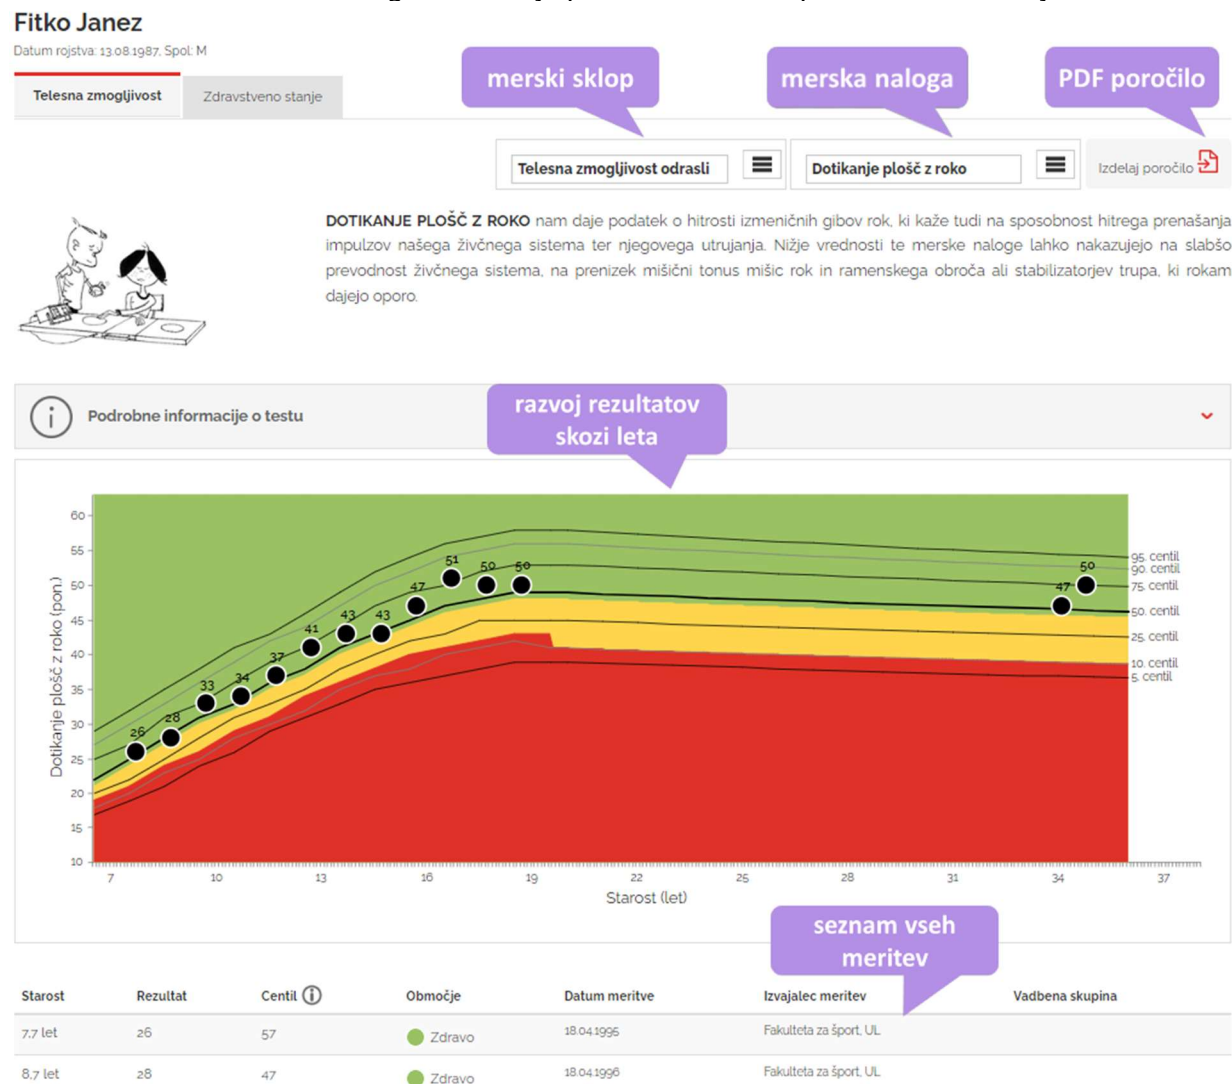 Fitko Janez
Datum rojstva: 13.08.1987, Spol: M
merski sklop
merska naloga
PDF poročilo
Telesna zmogljivost
Zdravstveno stanje
Telesna zmogljivost odrasli
Dotikanje plošč z roko
Izdelaj poročilo
DOTIKANJE PLOŠČ Z ROKO nam daje podatek o hitrosti izmeničnih gibov rok, ki kaže tudi na sposobnost hitrega prenašanja
impulzov našega živčnega sistema ter njegovega utrujanja. Nižje vrednosti te merske naloge lahko nakazujejo na slabšo
prevodnost živčnega sistema, na prenizek mišični tonus mišic rok in ramenskega obroča ali stabilizatorjev trupa, ki rokam
dajejo oporo.
Podrobne informacije o testu
razvoj rezultatov
skozi leta
Dotikanje plošč z roko (pon.)
60
55
50
45
40
35
30
25
20
15
10
26
28
33
34
37
41
43
43
47
51
50
50
47
50
95. centil
90. centil
75. centil
50. centil
25. centil
10. centil
5. centil
7 10 13 16 19 22 25 28 31 34 37
Starost (let)
seznam vseh
meritev
Starost Rezultat Centil Območje Datum meritve Izvajalec meritev Vadbena skupina
7,7 let 26 57 Zdravo 18.04.1995 Fakulteta za šport, UL
8,7 let 28 47 Zdravo 18.04.1996 Fakulteta za šport, UL